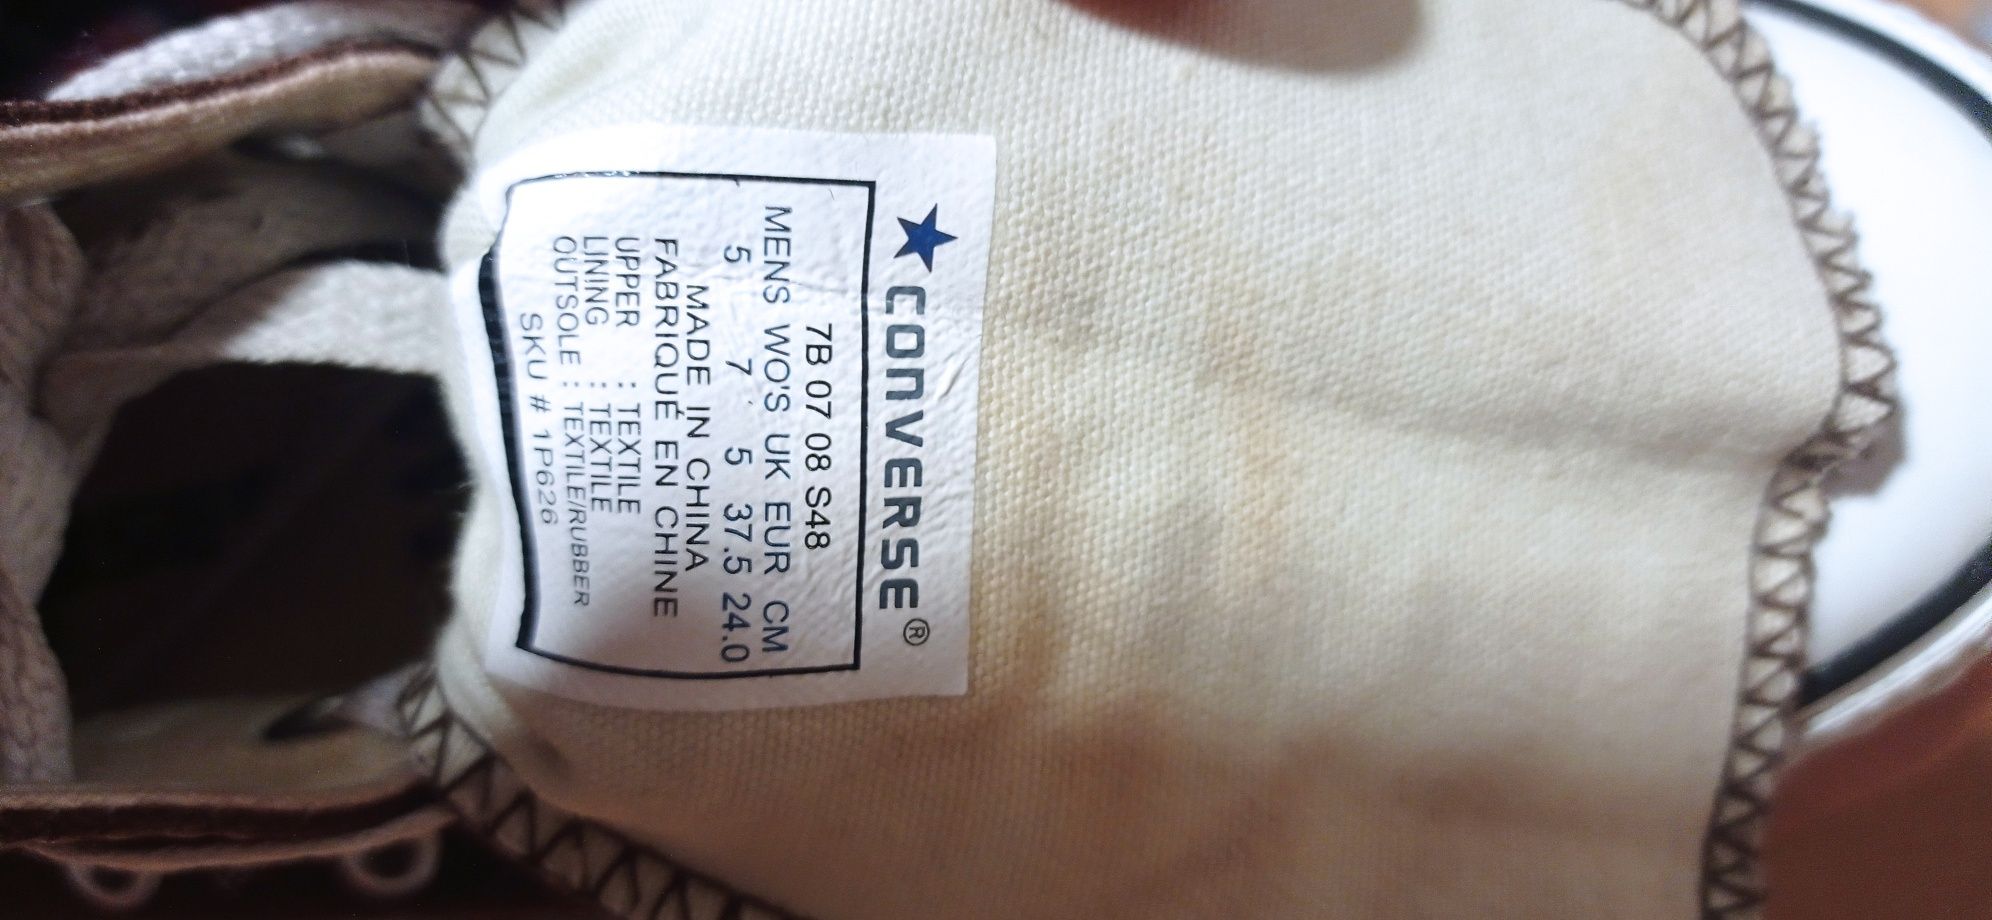 CONVERSE®
7B 07 08 S48
MENS WO'S UK EUR CM
5 7 5 37.5 24.0
MADE IN CHINA
FABRIQUÉ EN CHINE
UPPER : TEXTILE
LINING : TEXTILE
OUTSOLE : TEXTILE/RUBBER
SKU # 1P626